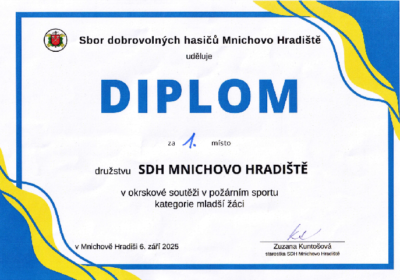 Sbor dobrovolných hasičů Mnichovo Hradiště
uděluje
DIPLOM
za 1. místo
družstvu SDH MNICHOVO HRADIŠTĚ
v okrskové soutěži v požárním sportu
kategorie mladší žáci
v Mnichově Hradišti 6. září 2025
Zuzana Kuntošová
starostka SDH Mnichovo Hradiště